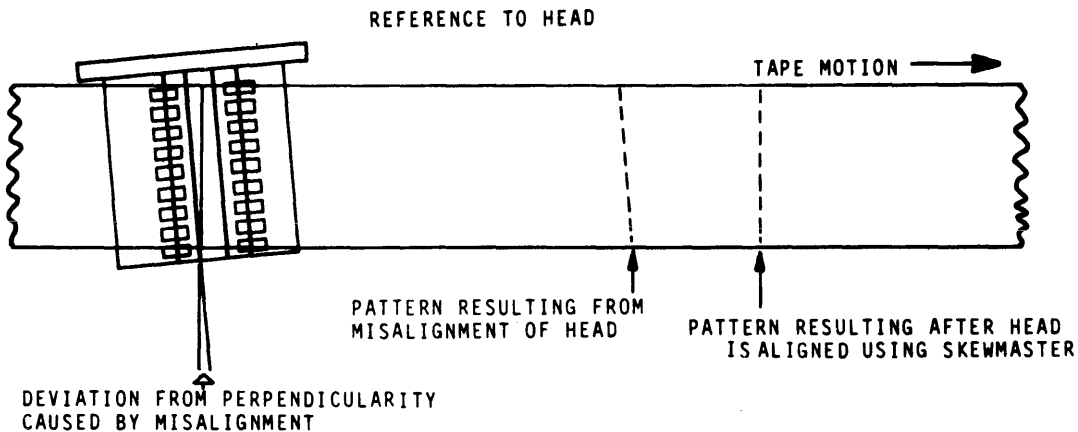 REFERENCE TO HEAD
TAPE MOTION
PATTERN RESULTING FROM
MISALIGNMENT OF HEAD
PATTERN RESULTING AFTER HEAD
IS ALIGNED USING SKEWMASTER
DEVIATION FROM PERPENDICULARITY
CAUSED BY MISALIGNMENT